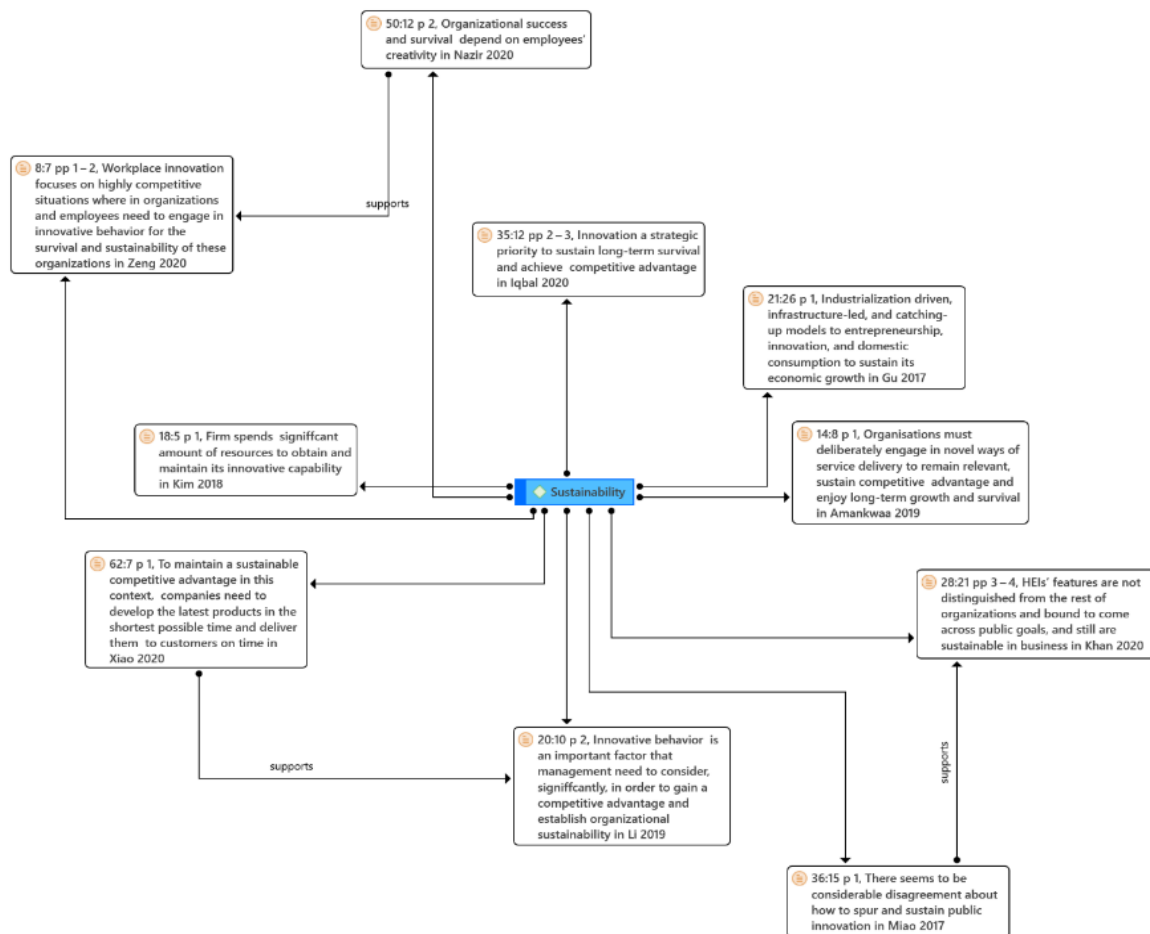 50:12 p 2, Organizational success
and survival depend on employees'
creativity in Nazir 2020
8:7 pp 1 – 2, Workplace innovation
focuses on highly competitive
situations where in organizations
and employees need to engage in
innovative behavior for the
survival and sustainability of these
organizations in Zeng 2020
supports
35:12 pp 2 – 3, Innovation a strategic
priority to sustain long-term survival
and achieve competitive advantage
in Iqbal 2020
21:26 p 1, Industrialization driven,
infrastructure-led, and catching-
up models to entrepreneurship,
innovation, and domestic
consumption to sustain its
economic growth in Gu 2017
18:5 p 1, Firm spends signiffcant
amount of resources to obtain and
maintain its innovative capability
in Kim 2018
14:8 p 1, Organisations must
deliberately engage in novel ways of
service delivery to remain relevant,
sustain competitive advantage and
enjoy long-term growth and survival
in Amankwaa 2019
Sustainability
62:7 p 1, To maintain a sustainable
competitive advantage in this
context, companies need to
develop the latest products in the
shortest possible time and deliver
them to customers on time in
Xiao 2020
28:21 pp 3 – 4, HEIs' features are not
distinguished from the rest of
organizations and bound to come
across public goals, and still are
sustainable in business in Khan 2020
supports
20:10 p 2, Innovative behavior is
an important factor that
management need to consider,
signiffcantly, in order to gain a
competitive advantage and
establish organizational
sustainability in Li 2019
supports
36:15 p 1, There seems to be
considerable disagreement about
how to spur and sustain public
innovation in Miao 2017